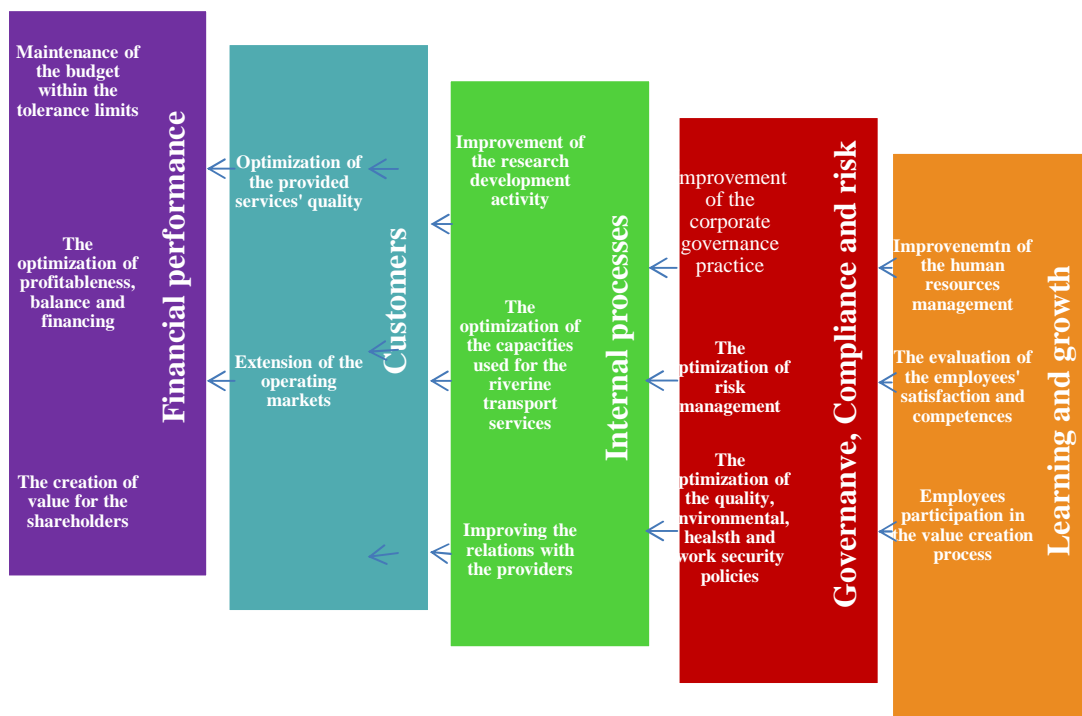 Maintenance of
the budget
within the
tolerance limits
The
optimization of
profitableness,
balance and
financing
The creation of
value for the
shareholders
Financial performance
Optimization of
the provided
services' quality
Extension of the
operating
markets
Customers
Improvement of
the research
development
activity
The
optimization of
the capacities
used for the
riverine
transport
services
Improving the
relations with
the providers
Internal processes
mprovement
of the
corporate
governance
practice
The
ptimization of
risk
management
The
ptimization of
the quality,
nvironmental,
healsth and
work security
policies
Governanve, Compliance and risk
Improvenemtn of
the human
resources
management
The evaluation of
the employees'
satisfaction and
competences
Employees
participation in
the value creation
process
Learning and growth